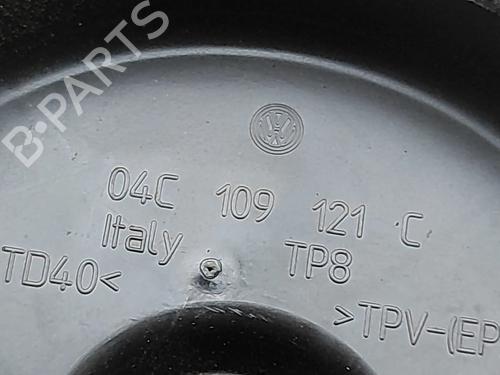 B-PARTS
04C 109 121 C
Italy TP8
TD40< >TPV-(EP